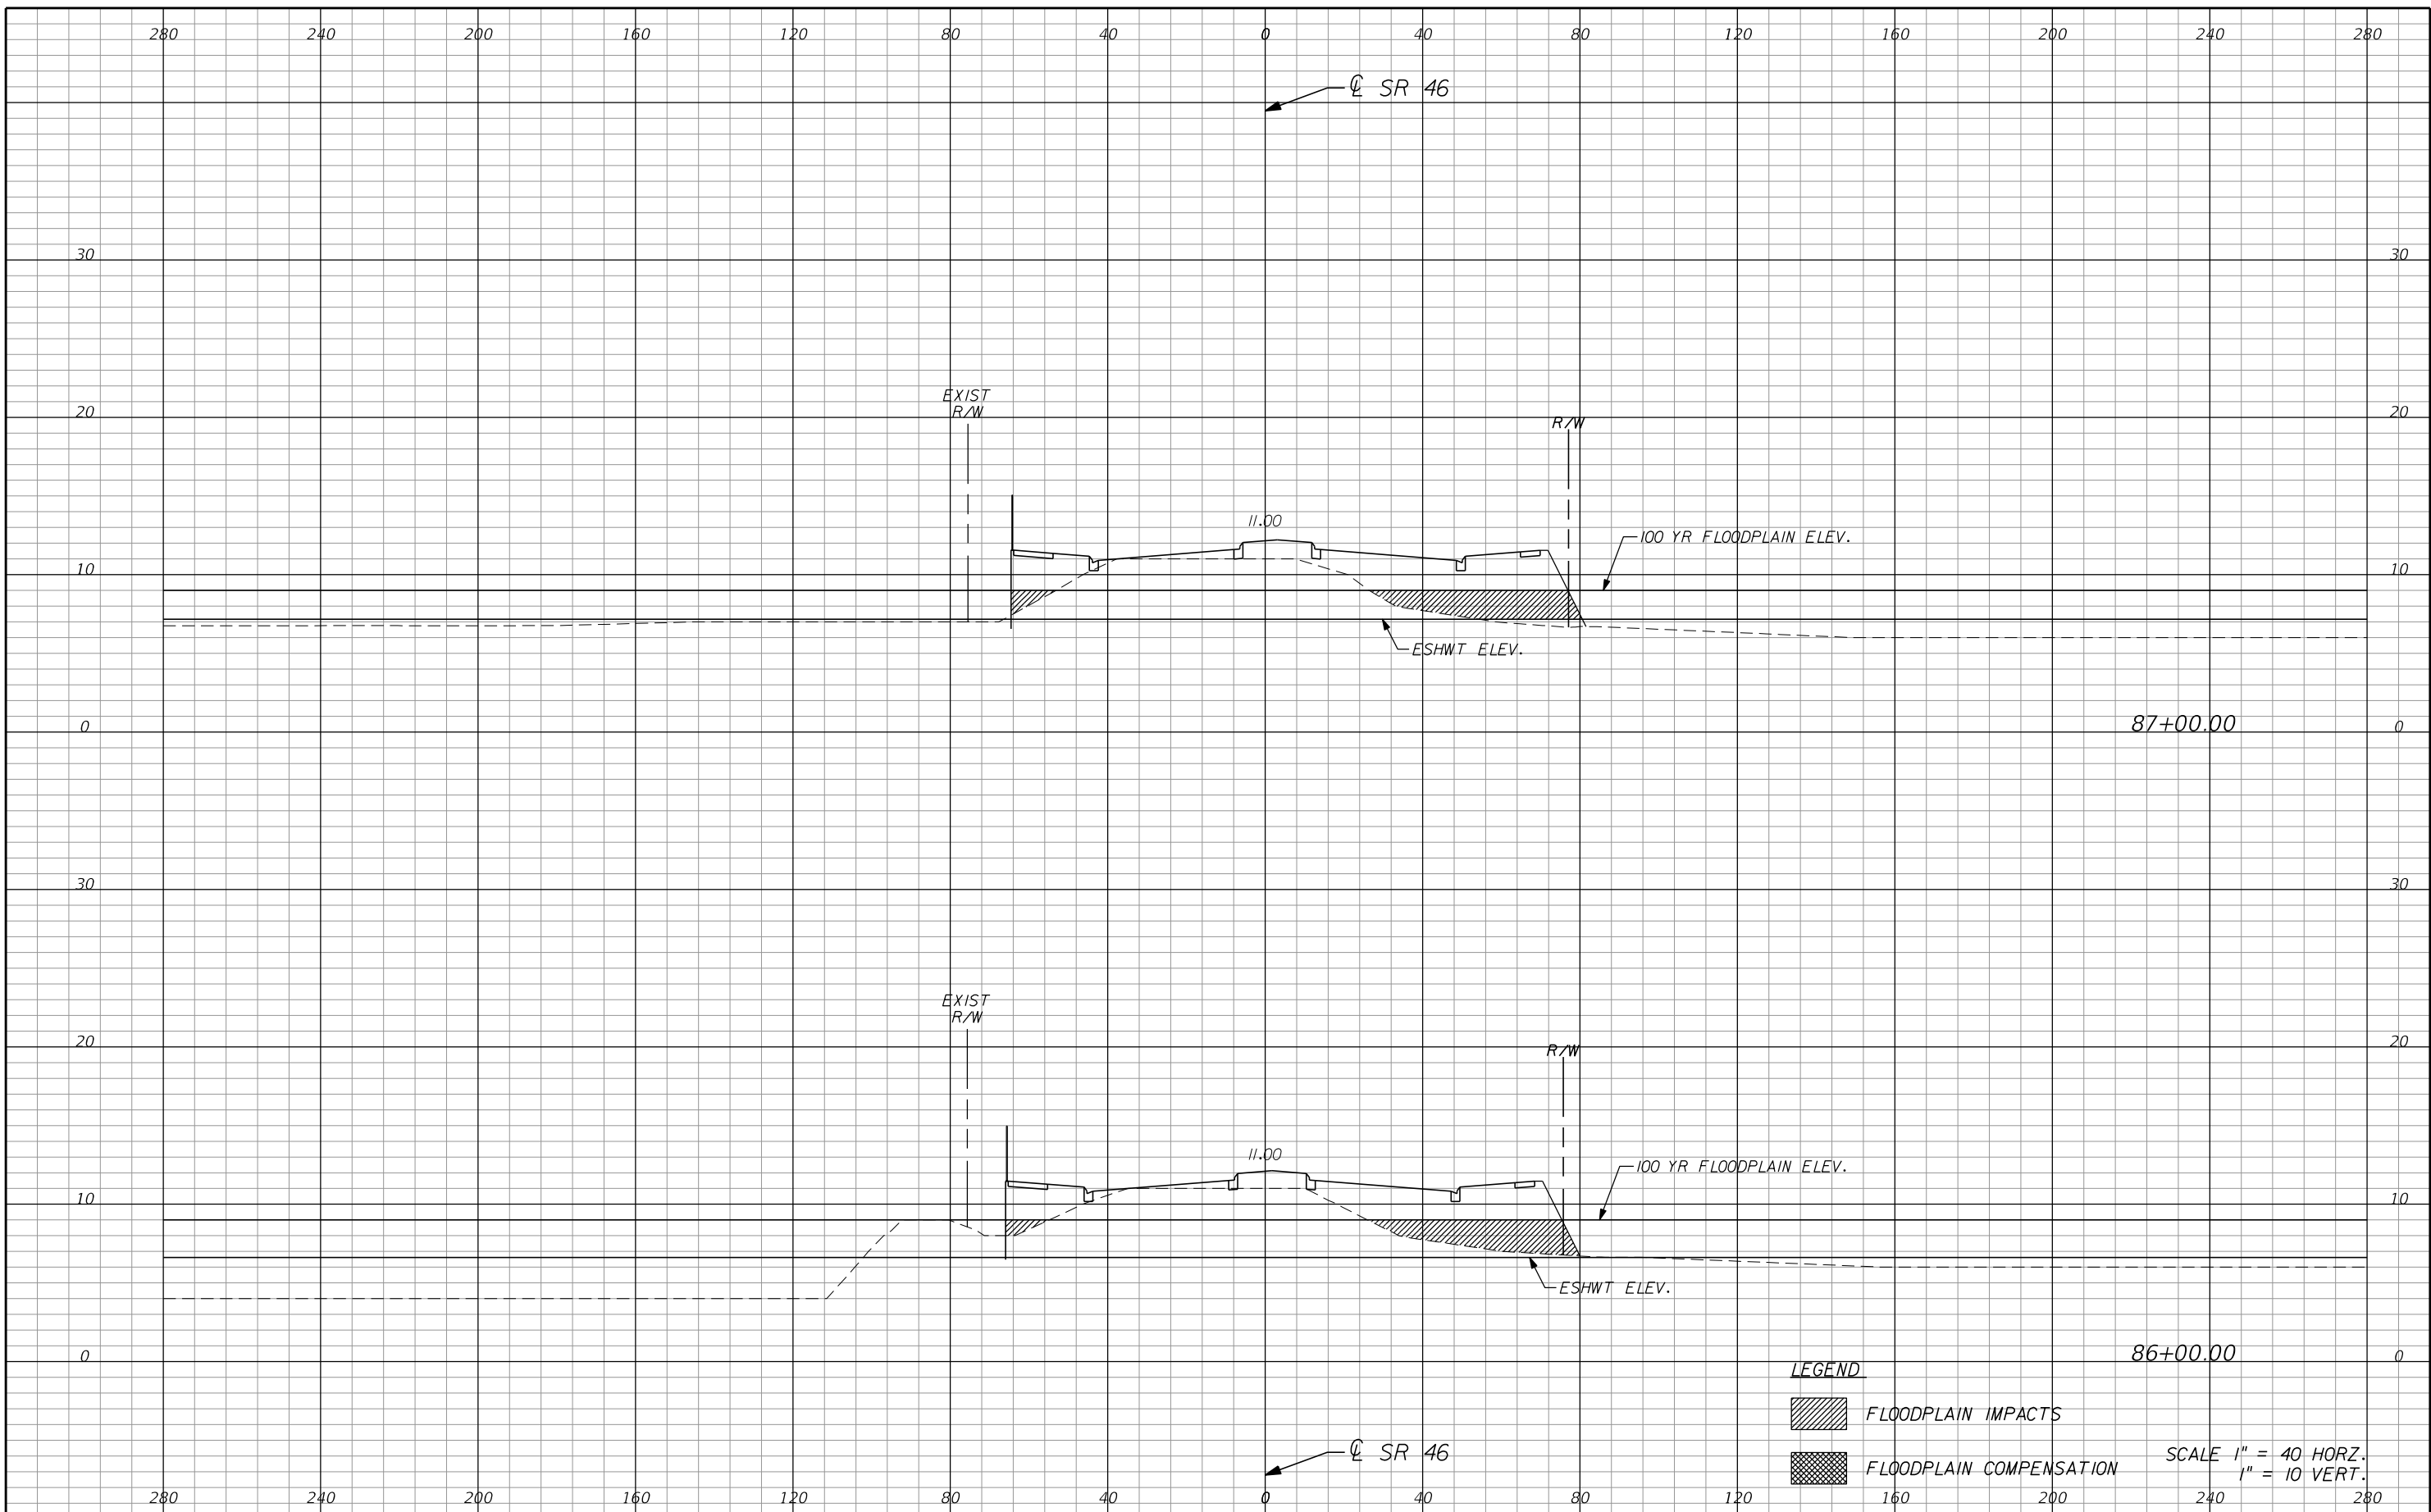 280 240 200 160 120 80 40 0 40 80 120 160 200 240 280
℄ SR 46
30 30
20 20
EXIST
R/W
R/W
11.00
100 YR FLOODPLAIN ELEV.
10 10
ESHWT ELEV.
87+00.00
0 0
30 30
EXIST
R/W
20 20
R/W
11.00
100 YR FLOODPLAIN ELEV.
10 10
ESHWT ELEV.
86+00.00
0 0
LEGEND
FLOODPLAIN IMPACTS
FLOODPLAIN COMPENSATION
℄ SR 46
SCALE 1" = 40 HORZ.
1" = 10 VERT.
280 240 200 160 120 80 40 0 40 80 120 160 200 240 280